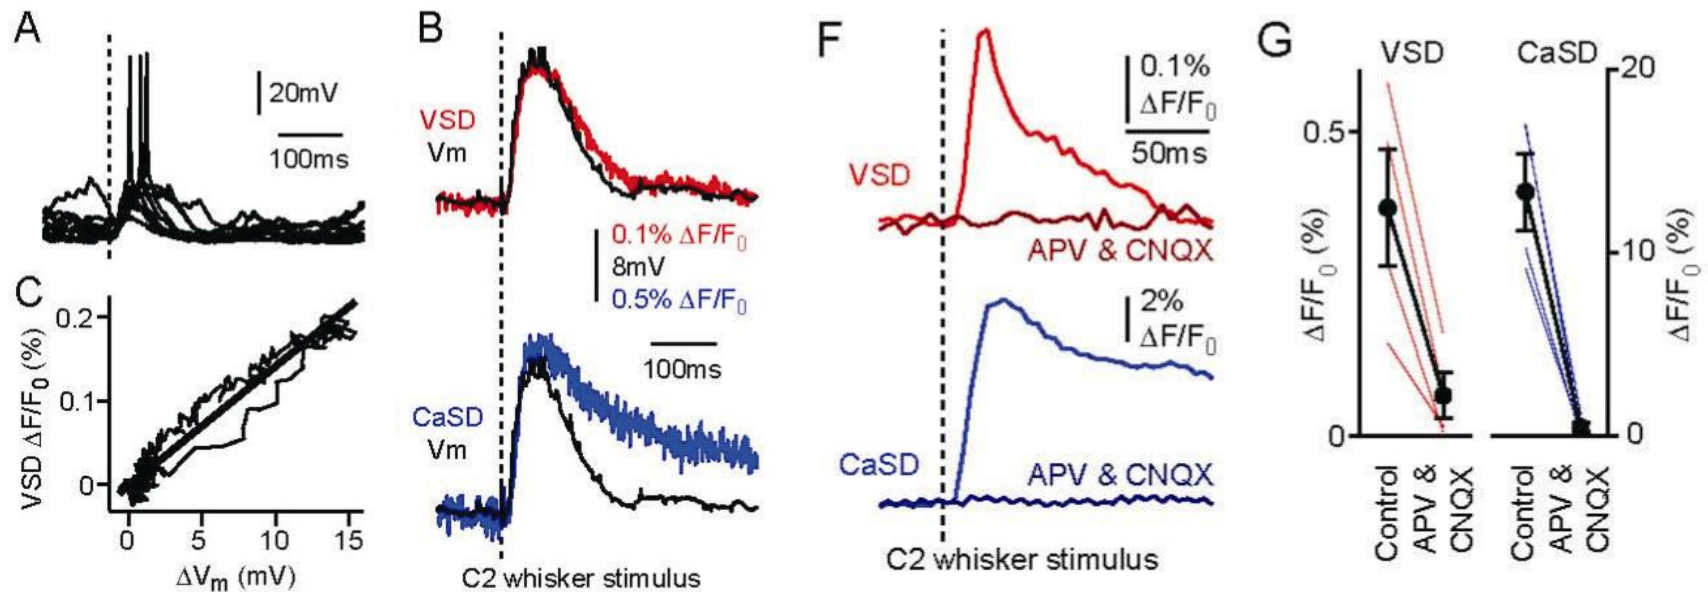 A
20mV
100ms
B
VSD
Vm
0.1% ΔF/F₀
8mV
0.5% ΔF/F₀
100ms
CaSD
Vm
C2 whisker stimulus
C
VSD ΔF/F₀ (%)
0.2
0.1
0
0 5 10 15
ΔVₘ (mV)
F
0.1%
ΔF/F₀
50ms
VSD
APV & CNQX
2%
ΔF/F₀
CaSD
APV & CNQX
C2 whisker stimulus
G
VSD
CaSD
ΔF/F₀ (%)
0.5
0
20
10
0
ΔF/F₀ (%)
Control
APV &
CNQX
Control
APV &
CNQX